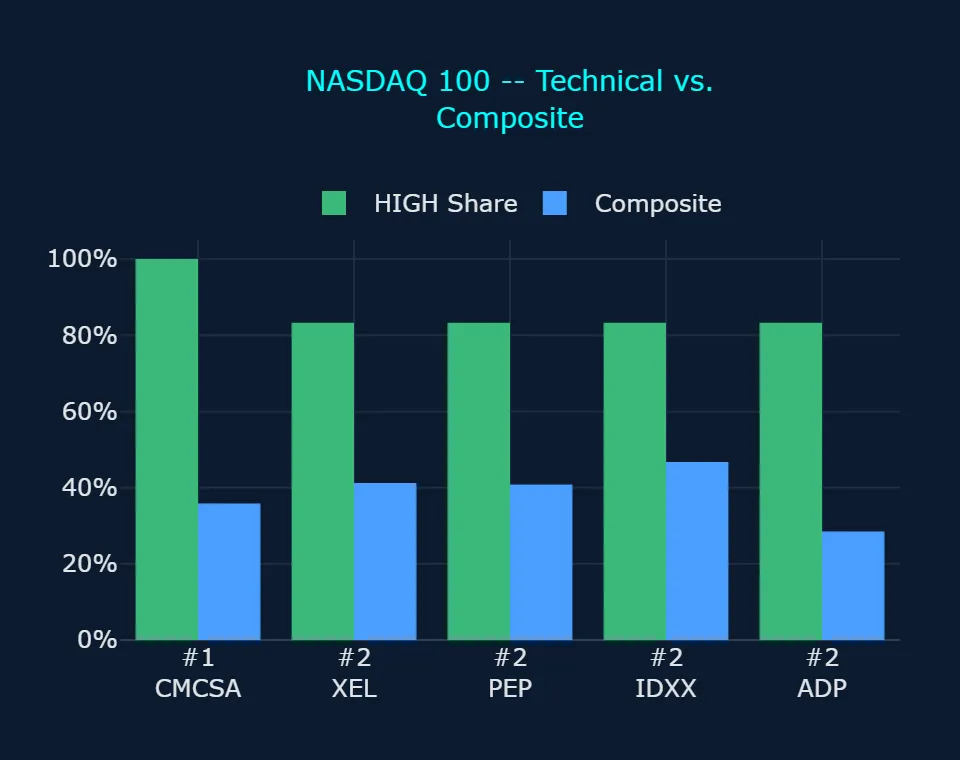 NASDAQ 100 -- Technical vs.
Composite
HIGH Share
Composite
100%
80%
60%
40%
20%
0%
#1
CMCSA
#2
XEL
#2
PEP
#2
IDXX
#2
ADP